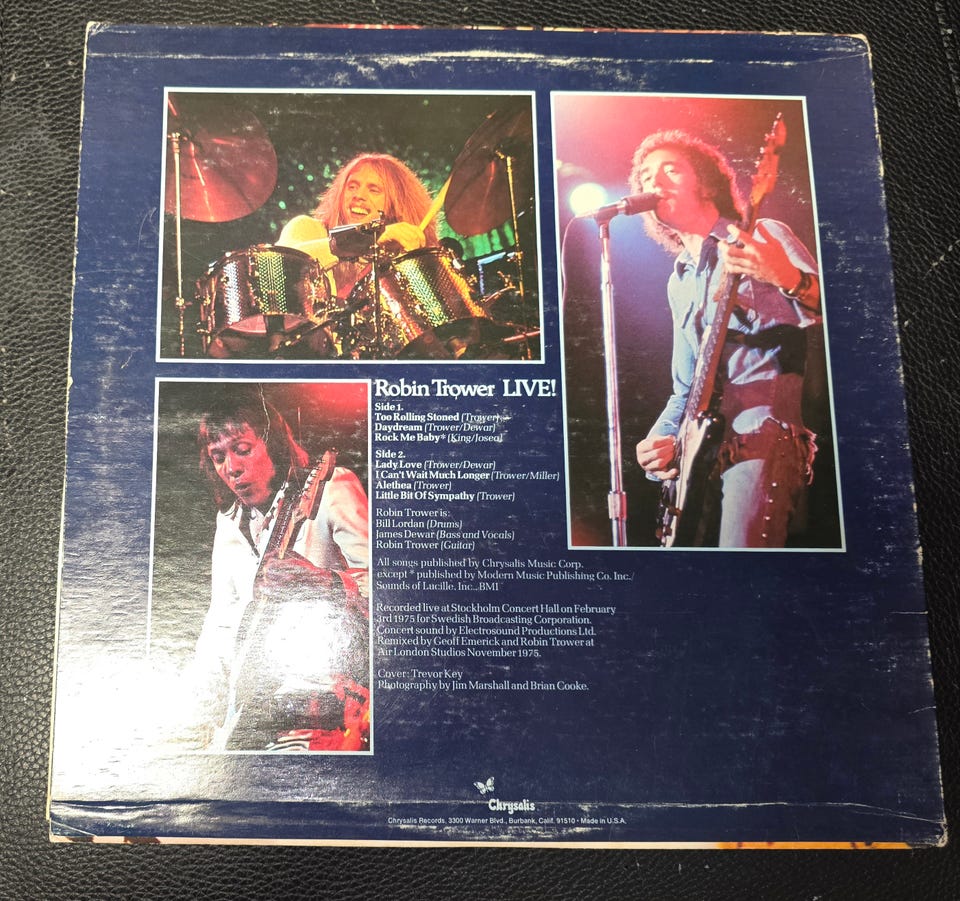 Robin Trower LIVE!
Side 1.
Too Rolling Stoned (Trower)
Daydream (Trower/Dewar)
Rock Me Baby* (King/Josea)
Side 2.
Lady Love (Trower/Dewar)
I Can't Wait Much Longer (Trower/Miller)
Alethea (Trower)
Little Bit Of Sympathy (Trower)
Robin Trower is:
Bill Lordan (Drums)
James Dewar (Bass and Vocals)
Robin Trower (Guitar)
All songs published by Chrysalis Music Corp.
except * published by Modern Music Publishing Co. Inc./
Sounds of Lucille. Inc...BMI
Recorded live at Stockholm Concert Hall on February
3rd 1975 for Swedish Broadcasting Corporation.
Concert sound by Electrosound Productions Ltd.
Remixed by Geoff Emerick and Robin Trower at
Air London Studios November 1975.
Cover: Trevor Key
Photography by Jim Marshall and Brian Cooke.
Chrysalis
Chrysalis Records, 3300 Warner Blvd., Burbank, Calif. 91510 • Made in U.S.A.